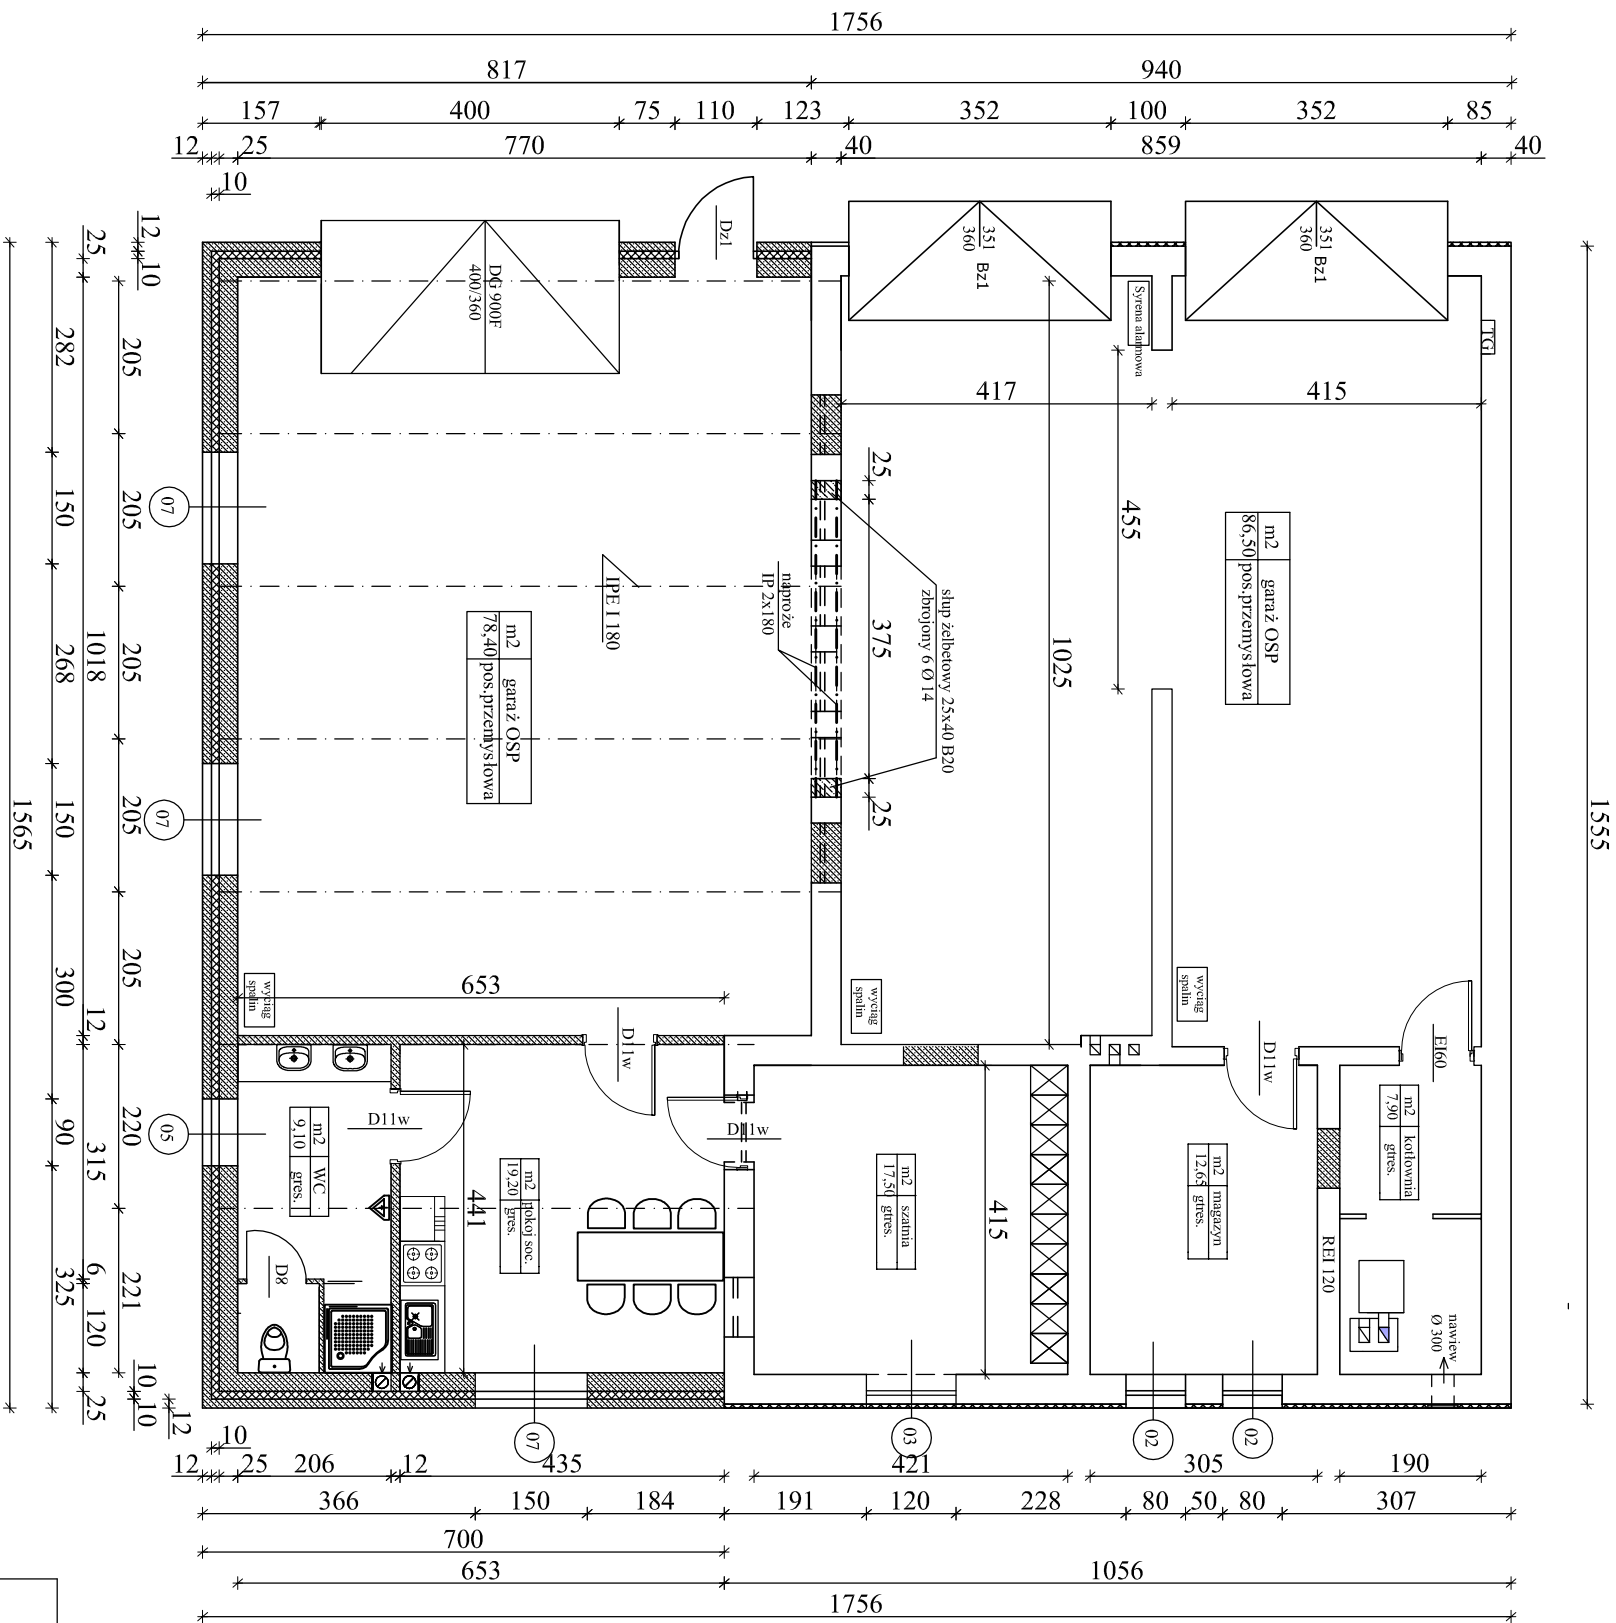 1756
817
940
157
400
75
110
123
352
100
352
85
12
25
770
40
859
40
10
Dz1
DG 900F
400/360
351
360
Bz1
351
360
Bz1
Syrena alarmowa
TG
12
10
25
282
150
268
150
300
90
325
1018
12
315
6
120
25
205
205
205
205
205
220
221
10
10
12
1565
1555
417
415
455
1025
25
375
25
słup żelbetowy 25x40 B20
zbrojony 6 Ø 14
naproże
IP 2x180
IPE I 180
m2 garaż OSP
86,50 pos.przemysłowa
m2 garaż OSP
78,40 pos.przemysłowa
07
07
05
653
wyciąg
spalin
wyciąg
spalin
wyciąg
spalin
D11w
D11w
D11w
D11w
EI60
D8
m2 WC
9,10 gres.
m2 pokoj soc.
19,20 gres.
m2 szatnia
17,50 gtres.
m2 magazyn
12,65 gtres.
m2 kotłownia
7,90 gtres.
441
415
REI 120
nawiew
Ø 300
07
03
02
02
10
12
25
206
12
435
421
305
190
366
150
184
191
120
228
80
50
80
307
700
653
1056
1756